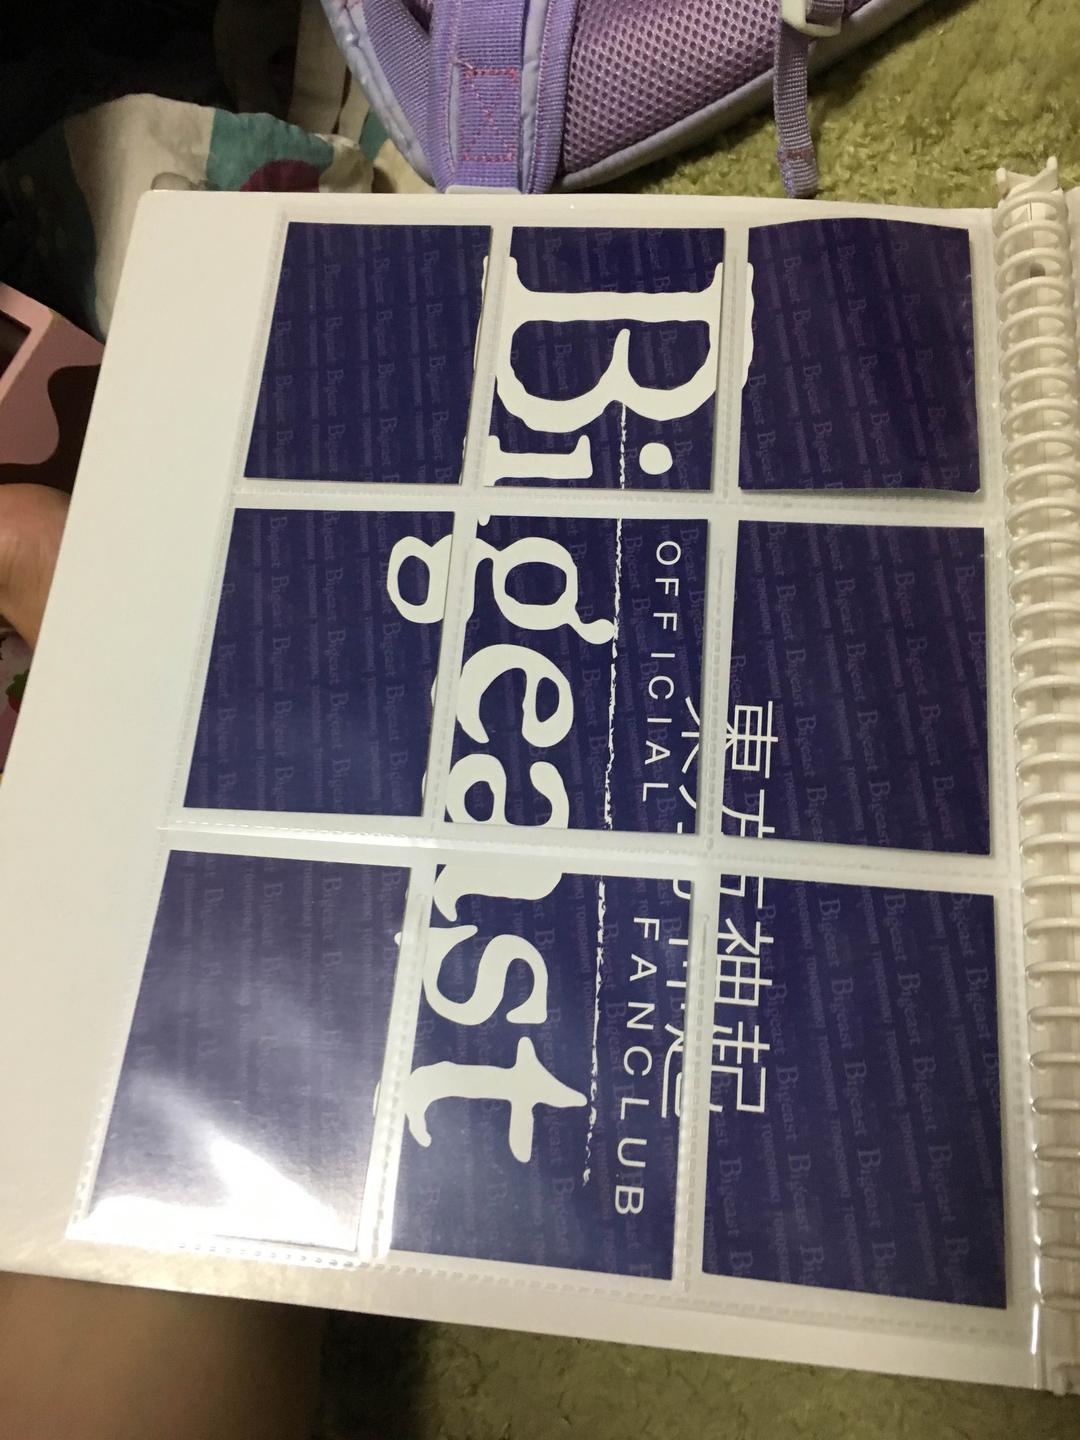 東方神起
OFFICIAL FANCLUB
Bigeast